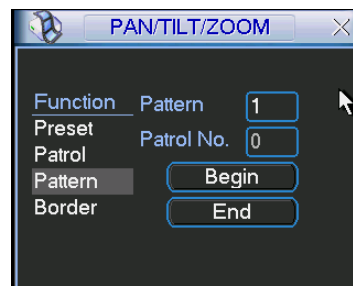 PAN/TILT/ZOOM
Function
Preset
Patrol
Pattern
Border
Pattern 1
Patrol No. 0
Begin
End